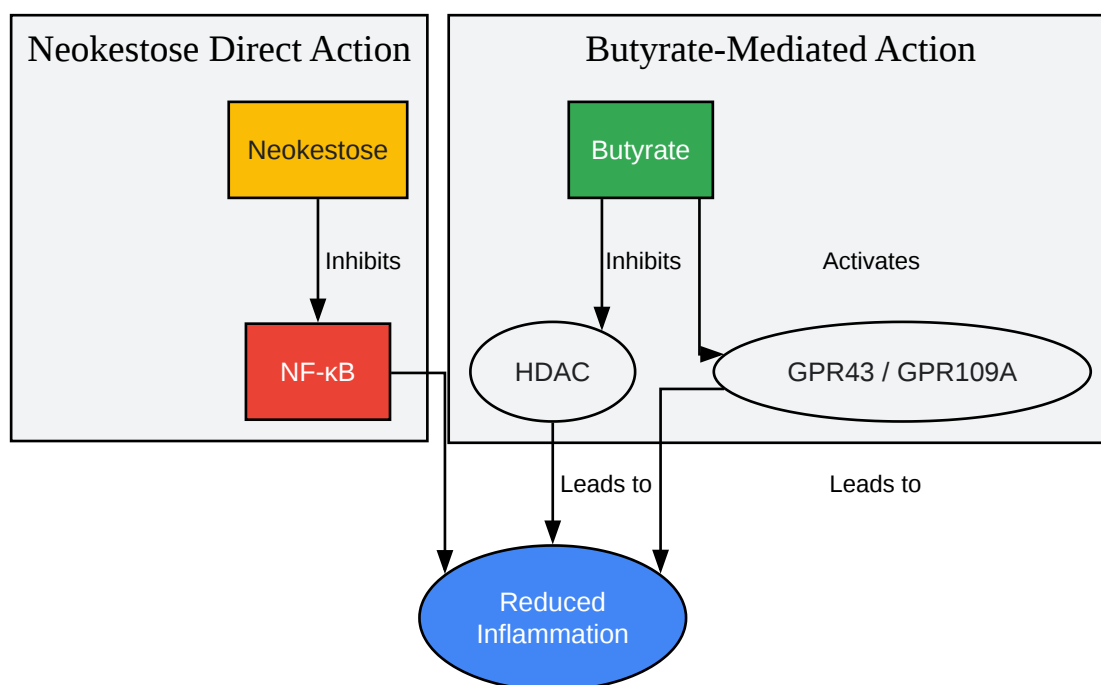 Neokestose Direct Action
Butyrate-Mediated Action
Neokestose
Butyrate
Inhibits
Inhibits
Activates
NF-κB
HDAC
GPR43 / GPR109A
Leads to
Leads to
Reduced
Inflammation